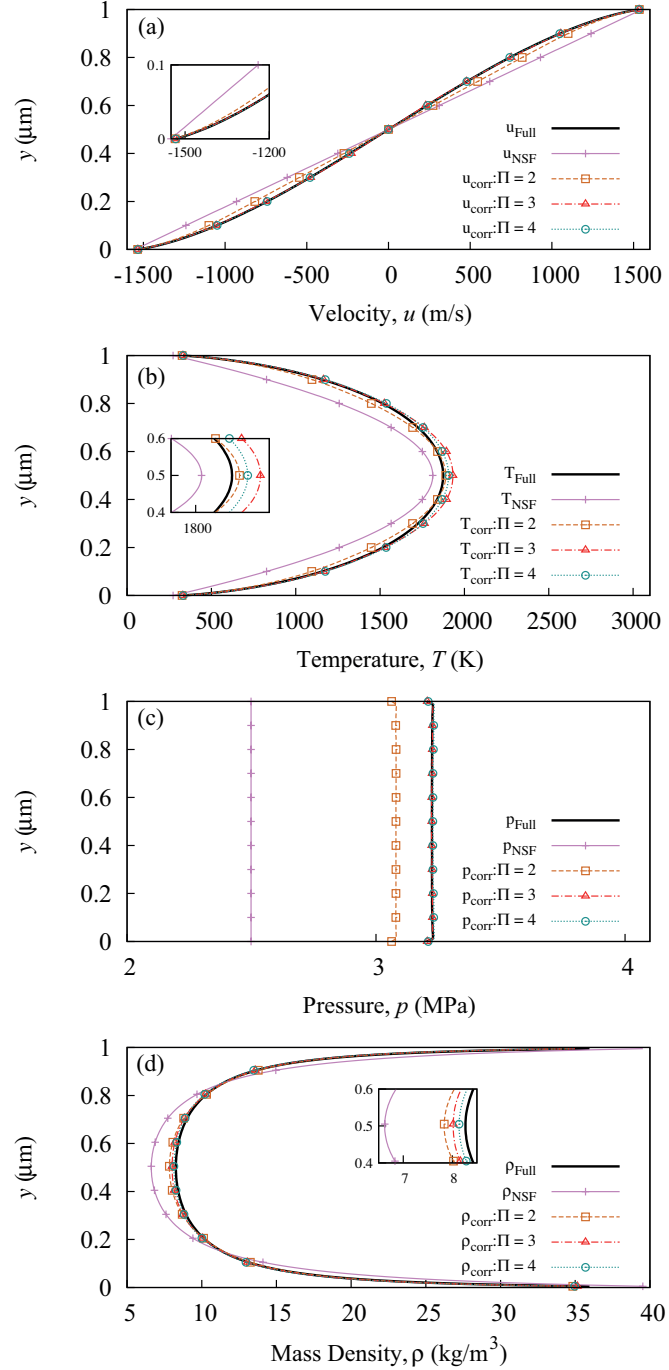 (a)
1
0.8
0.6
0.4
0.2
0
y (μm)
0.1
0
-1500
-1200
u_Full
u_NSF
u_corr:Π = 2
u_corr:Π = 3
u_corr:Π = 4
-1500 -1000 -500 0 500 1000 1500
Velocity, u (m/s)
(b)
1
0.8
0.6
0.4
0.2
0
y (μm)
0.6
0.5
0.4
1800
T_Full
T_NSF
T_corr:Π = 2
T_corr:Π = 3
T_corr:Π = 4
0 500 1000 1500 2000 2500 3000
Temperature, T (K)
(c)
1
0.8
0.6
0.4
0.2
0
y (μm)
p_Full
p_NSF
p_corr:Π = 2
p_corr:Π = 3
p_corr:Π = 4
2 3 4
Pressure, p (MPa)
(d)
1
0.8
0.6
0.4
0.2
0
y (μm)
0.6
0.5
0.4
7 8
ρ_Full
ρ_NSF
ρ_corr:Π = 2
ρ_corr:Π = 3
ρ_corr:Π = 4
5 10 15 20 25 30 35 40
Mass Density, ρ (kg/m³)